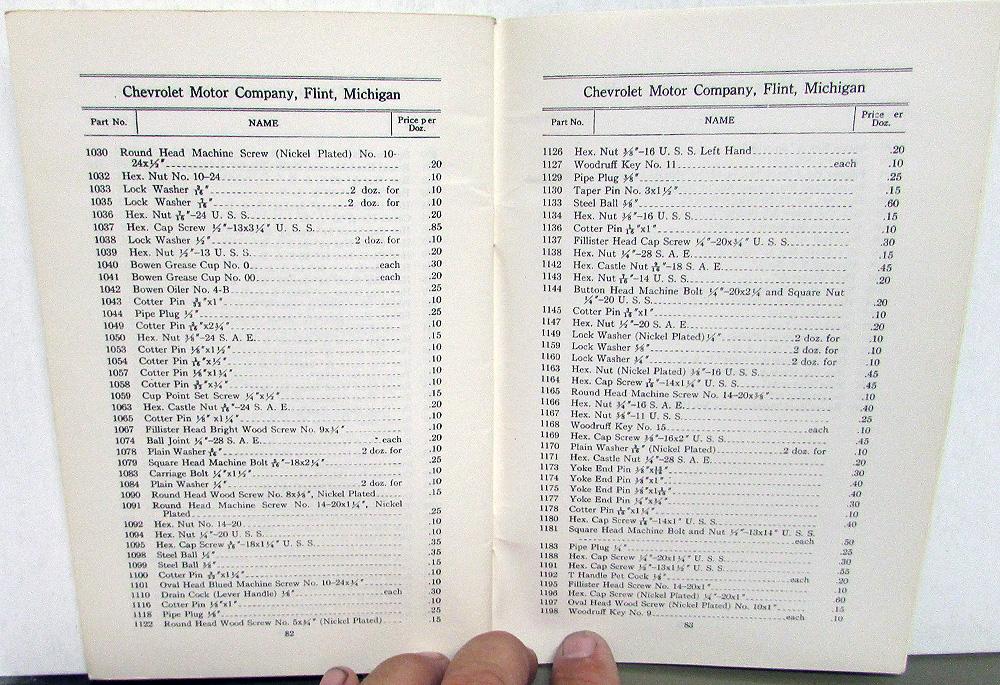 Chevrolet Motor Company, Flint, Michigan
Part No. NAME Price per Doz.
1030 Round Head Machine Screw (Nickel Plated) No. 10-
24x½" .20
1032 Hex. Nut No. 10-24 .10
1033 Lock Washer 2 doz. for .10
1035 Lock Washer 2 doz. for .10
1036 Hex. Nut -24 U. S. S. .20
1037 Hex. Cap Screw ½"-13x3¼" U. S. S. .85
1038 Lock Washer ½" 2 doz. for .10
1039 Hex. Nut ½"-13 U. S. S. .20
1040 Bowen Grease Cup No. 0 each .30
1041 Bowen Grease Cup No. 00 each .20
1042 Bowen Oiler No. 4-B .25
1043 Cotter Pin x1" .10
1044 Pipe Plug .25
1049 Cotter Pin x2¼" .10
1050 Hex. Nut -24 S. A. E. .15
1053 Cotter Pin x1½" .10
1054 Cotter Pin x½" .10
1057 Cotter Pin ⅛"x1¼" .10
1058 Cotter Pin x¾" .10
1059 Cup Point Set Screw ¼"x½" .15
1063 Hex. Castle Nut -24 S. A. E. .20
1065 Cotter Pin ⅛" x1¼" .10
1067 Fillister Head Bright Wood Screw No. 9x¾" .10
1074 Ball Joint ¼"-28 S. A. E. each .20
1078 Plain Washer 2 doz. for .10
1079 Square Head Machine Bolt -18x2¼" .25
1083 Carriage Bolt ¼"x1½" .10
1084 Plain Washer ¼" 2 doz. for .10
1090 Round Head Wood Screw No. 8x⅝", Nickel Plated .15
1091 Round Head Machine Screw No. 14-20x1¼", Nickel
Plated .25
1092 Hex. Nut No. 14-20 .10
1094 Hex. Nut ¼"-20 U. S. S. .10
1095 Hex. Cap Screw -18x1¼" U. S. S. .35
1098 Steel Ball ¼" .35
1099 Steel Ball .15
1100 Cotter Pin x1¼" .10
1101 Oval Head Blued Machine Screw No. 10-24x¾" .10
1110 Drain Cock (Lever Handle) ⅛" each .30
1116 Cotter Pin ⅛"x1" .10
1118 Pipe Plug ⅛" .25
1122 Round Head Wood Screw No. 5x¾" (Nickel Plated) .15
82
Chevrolet Motor Company, Flint, Michigan
Part No. NAME Price er Doz.
1126 Hex. Nut ⅜"-16 U. S. S. Left Hand .20
1127 Woodruff Key No. 11 each .10
1129 Pipe Plug .25
1130 Taper Pin No. 3x1½" .15
1133 Steel Ball .60
1134 Hex. Nut ⅜"-16 U. S. S. .15
1136 Cotter Pin x1" .10
1137 Fillister Head Cap Screw ¼"-20x¾" U. S. S. .30
1138 Hex. Nut ¼"-28 S. A. E. .15
1142 Hex. Castle Nut -18 S. A. E. .45
1143 Hex. Nut -14 U. S. S. .20
1144 Button Head Machine Bolt ¼"-20x2¼ and Square Nut
¼"-20 U. S. S. .20
1145 Cotter Pin x1" .10
1147 Hex. Nut ½"-20 S. A. E. .20
1149 Lock Washer (Nickel Plated) ¼" 2 doz. for .10
1159 Lock Washer ⅜" 2 doz. for .10
1160 Lock Washer ¼" 2 doz. for .10
1163 Hex. Nut (Nickel Plated) ⅜"-16 U. S. S. .45
1164 Hex. Cap Screw -14x1¼" U. S. S. .45
1165 Round Head Machine Screw No. 14-20x⅝" .10
1166 Hex. Nut ¾"-16 S. A. E. .40
1167 Hex. Nut ⅝"-11 U. S. S. .25
1168 Woodruff Key No. 15 each .10
1169 Hex. Cap Screw ⅜"-16x2" U. S. S. .45
1170 Plain Washer (Nickel Plated) 2 doz. for .10
1171 Hex. Castle Nut ¼"-28 S. A. E. .20
1173 Yoke End Pin .30
1174 Yoke End Pin x1" .40
1175 Yoke End Pin .40
1177 Yoke End Pin ¼"x¾" .30
1178 Cotter Pin x1¼" .10
1180 Hex. Cap Screw -14x1" U. S. S. .40
1181 Square Head Machine Bolt and Nut ½"-13x14" U. S. S.
each .50
1183 Pipe Plug ¼" .25
1188 Hex. Cap Screw ¼"-20x1¼" U. S. S. .30
1191 Hex. Cap Screw ½"-13x1½" U. S. S. .55
1192 T Handle Pet Cock ⅛" each .20
1195 Fillister Head Screw No. 14-20x1" .10
1196 Hex. Cap Screw (Nickel Plated) ¼"-20x1" .60
1197 Oval Head Wood Screw (Nickel Plated) No. 10x1" .15
1198 Woodruff Key No. 9 each .10
83